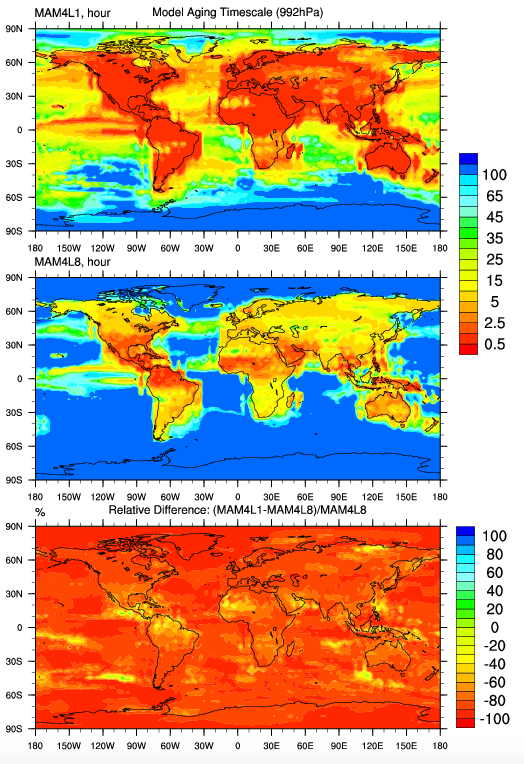 MAM4L1, hour Model Aging Timescale (992hPa)
90N
60N
30N
0
30S
60S
90S
180 150W 120W 90W 60W 30W 0 30E 60E 90E 120E 150E 180
MAM4L8, hour
90N
60N
30N
0
30S
60S
90S
180 150W 120W 90W 60W 30W 0 30E 60E 90E 120E 150E 180
100
65
45
35
25
15
5
2.5
0.5
% Relative Difference: (MAM4L1-MAM4L8)/MAM4L8
90N
60N
30N
0
30S
60S
90S
180 150W 120W 90W 60W 30W 0 30E 60E 90E 120E 150E 180
100
80
60
40
20
0
-20
-40
-60
-80
-100